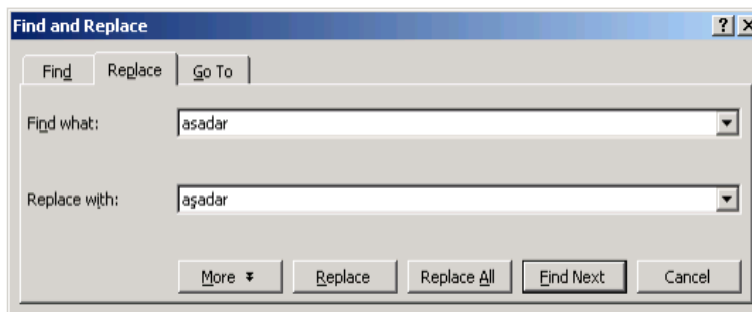 Find and Replace
Find Replace Go To
Find what: asadar
Replace with: aşadar
More Replace Replace All Find Next Cancel